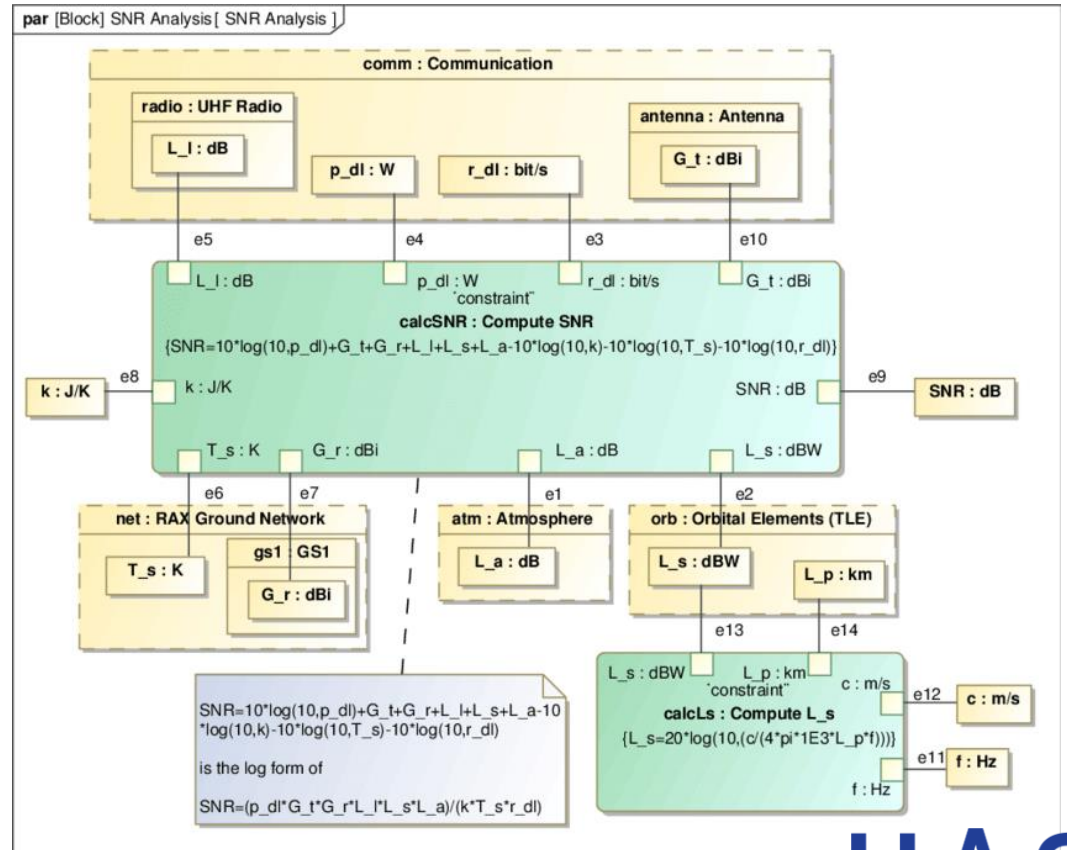 par [Block] SNR Analysis [ SNR Analysis ]
comm : Communication
radio : UHF Radio
L_l : dB
p_dl : W
r_dl : bit/s
antenna : Antenna
G_t : dBi
e5
e4
e3
e10
L_l : dB
p_dl : W
r_dl : bit/s
G_t : dBi
"constraint"
calcSNR : Compute SNR
{SNR=10*log(10,p_dl)+G_t+G_r+L_l+L_s+L_a-10*log(10,k)-10*log(10,T_s)-10*log(10,r_dl)}
k : J/K
e8
k : J/K
SNR : dB
e9
SNR : dB
T_s : K
G_r : dBi
L_a : dB
L_s : dBW
e6
e7
e1
e2
net : RAX Ground Network
T_s : K
gs1 : GS1
G_r : dBi
atm : Atmosphere
L_a : dB
orb : Orbital Elements (TLE)
L_s : dBW
L_p : km
e13
e14
L_s : dBW
L_p : km
"constraint"
c : m/s
e12
c : m/s
calcLs : Compute L_s
{L_s=20*log(10,(c/(4*pi*1E3*L_p*f)))}
e11
f : Hz
f : Hz
SNR=10*log(10,p_dl)+G_t+G_r+L_l+L_s+L_a-10
*log(10,k)-10*log(10,T_s)-10*log(10,r_dl)
is the log form of
SNR=(p_dl*G_t*G_r*L_l*L_s*L_a)/(k*T_s*r_dl)